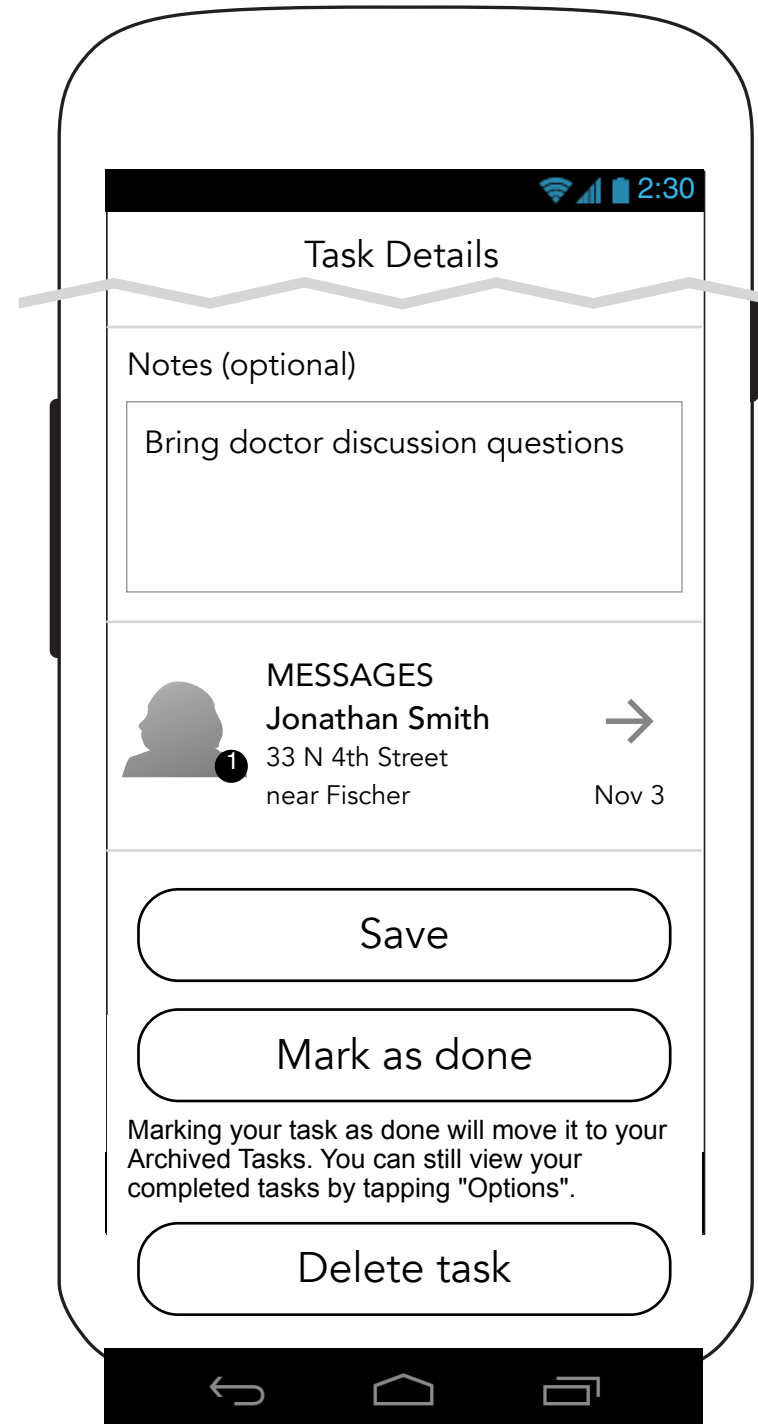 2:30
Task Details
Notes (optional)
Bring doctor discussion questions
MESSAGES
Jonathan Smith
1
33 N 4th Street
near Fischer
Nov 3
Save
Mark as done
Marking your task as done will move it to your
Archived Tasks. You can still view your
completed tasks by tapping "Options".
Delete task